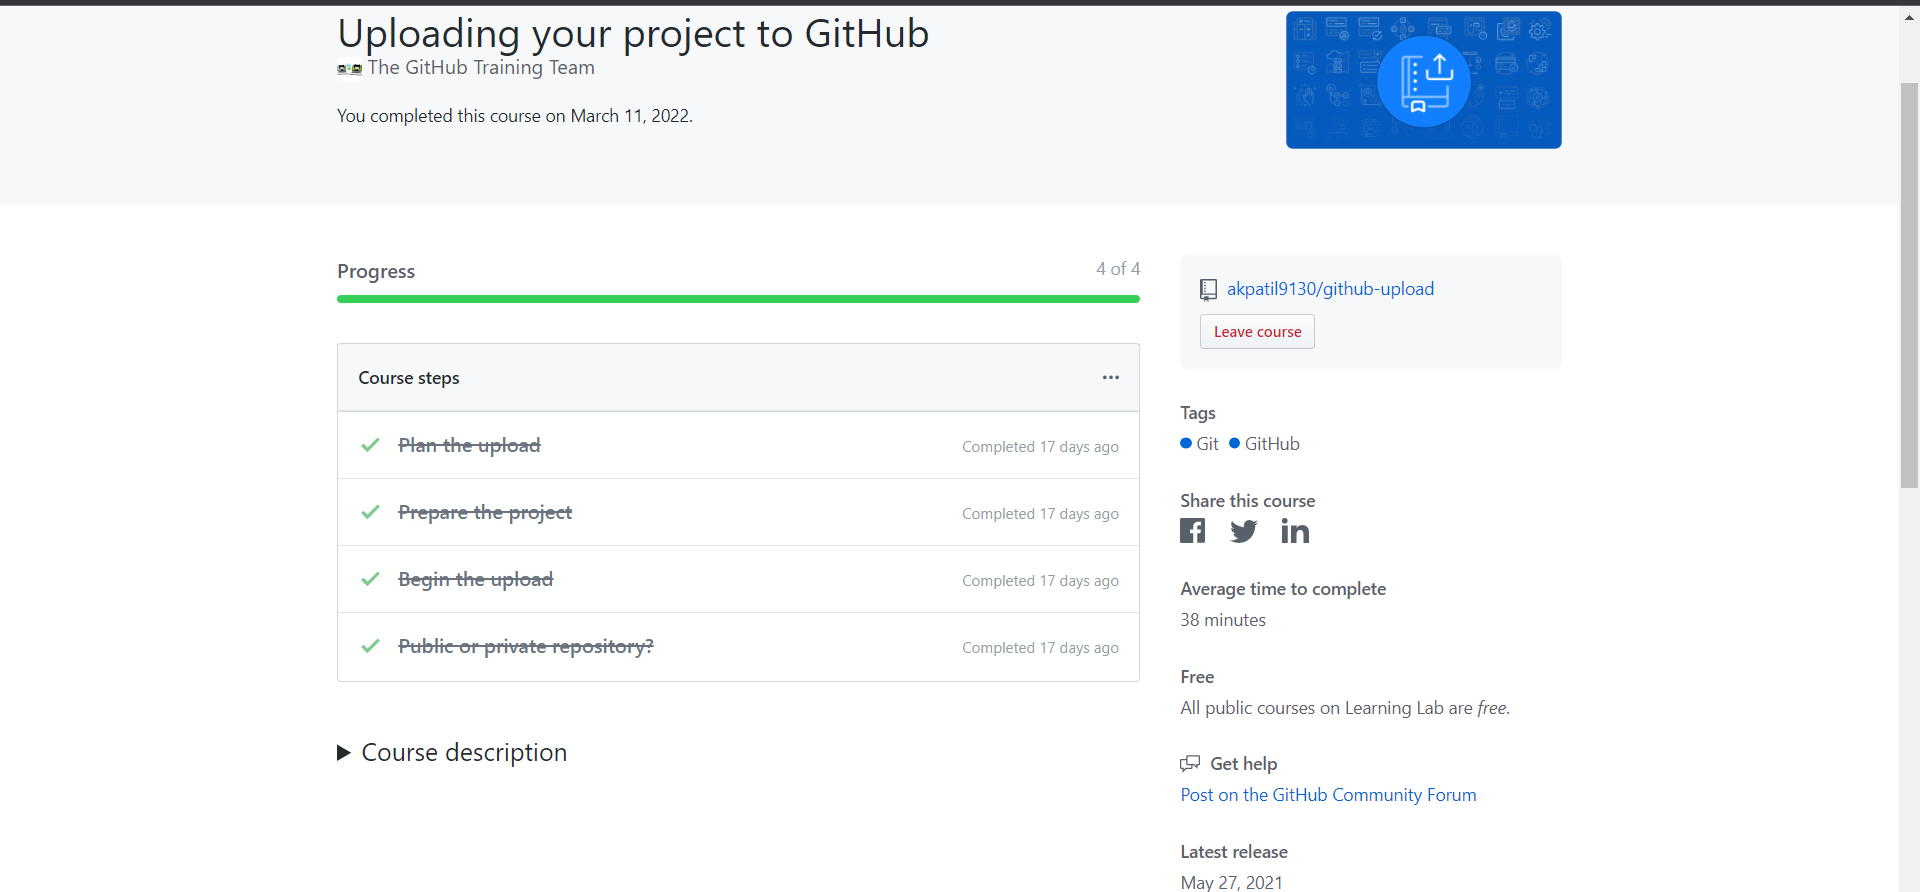 Uploading your project to GitHub
The GitHub Training Team
You completed this course on March 11, 2022.
Progress
4 of 4
Course steps
Plan the upload
Completed 17 days ago
Prepare the project
Completed 17 days ago
Begin the upload
Completed 17 days ago
Public or private repository?
Completed 17 days ago
Course description
akpatil9130/github-upload
Leave course
Tags
Git GitHub
Share this course
Average time to complete
38 minutes
Free
All public courses on Learning Lab are free.
Get help
Post on the GitHub Community Forum
Latest release
May 27, 2021